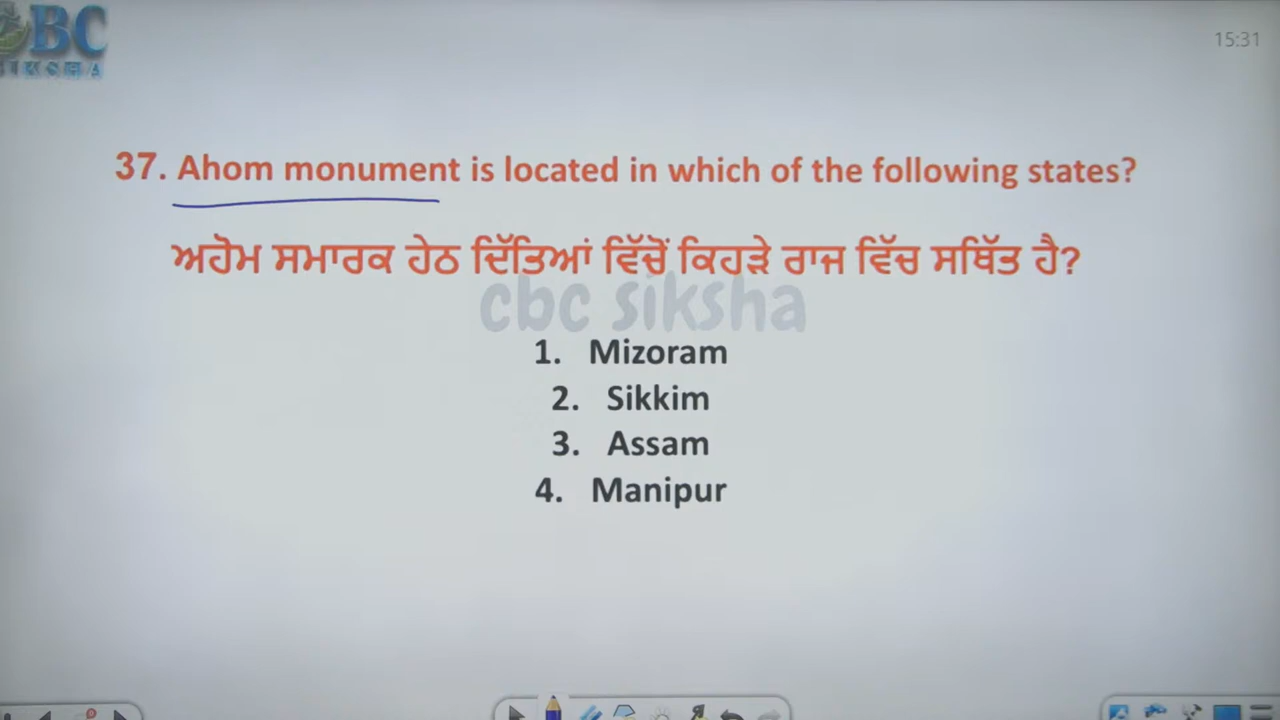 BC
SIKSHA
15:31
37. Ahom monument is located in which of the following states?
ਅਹੋਮ ਸਮਾਰਕ ਹੇਠ ਦਿੱਤਿਆਂ ਵਿੱਚੋਂ ਕਿਹੜੇ ਰਾਜ ਵਿੱਚ ਸਥਿੱਤ ਹੈ?
cbc siksha
1. Mizoram
2. Sikkim
3. Assam
4. Manipur